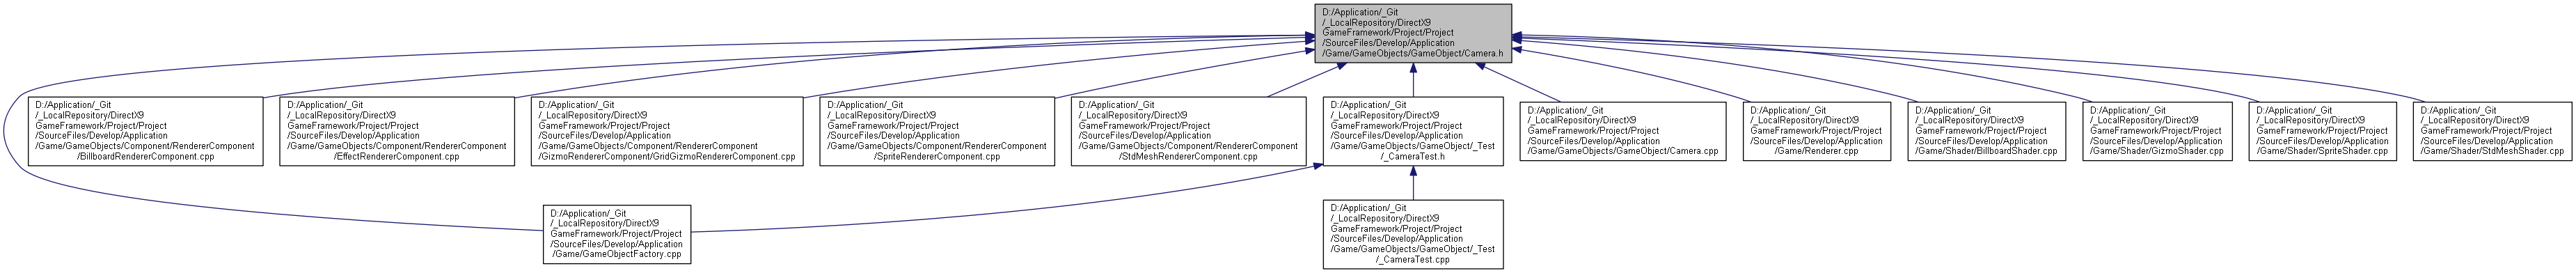 D:/Application/_Git
/_LocalRepository/DirectX9
GameFramework/Project/Project
/SourceFiles/Develop/Application
/Game/GameObjects/GameObject/Camera.h
D:/Application/_Git
/_LocalRepository/DirectX9
GameFramework/Project/Project
/SourceFiles/Develop/Application
/Game/GameObjects/Component/RendererComponent
/BillboardRendererComponent.cpp
D:/Application/_Git
/_LocalRepository/DirectX9
GameFramework/Project/Project
/SourceFiles/Develop/Application
/Game/GameObjects/Component/RendererComponent
/EffectRendererComponent.cpp
D:/Application/_Git
/_LocalRepository/DirectX9
GameFramework/Project/Project
/SourceFiles/Develop/Application
/Game/GameObjects/Component/RendererComponent
/GizmoRendererComponent/GridGizmoRendererComponent.cpp
D:/Application/_Git
/_LocalRepository/DirectX9
GameFramework/Project/Project
/SourceFiles/Develop/Application
/Game/GameObjects/Component/RendererComponent
/SpriteRendererComponent.cpp
D:/Application/_Git
/_LocalRepository/DirectX9
GameFramework/Project/Project
/SourceFiles/Develop/Application
/Game/GameObjects/Component/RendererComponent
/StdMeshRendererComponent.cpp
D:/Application/_Git
/_LocalRepository/DirectX9
GameFramework/Project/Project
/SourceFiles/Develop/Application
/Game/GameObjects/GameObject/_Test
/_CameraTest.h
D:/Application/_Git
/_LocalRepository/DirectX9
GameFramework/Project/Project
/SourceFiles/Develop/Application
/Game/GameObjects/GameObject/Camera.cpp
D:/Application/_Git
/_LocalRepository/DirectX9
GameFramework/Project/Project
/SourceFiles/Develop/Application
/Game/Renderer.cpp
D:/Application/_Git
/_LocalRepository/DirectX9
GameFramework/Project/Project
/SourceFiles/Develop/Application
/Game/Shader/BillboardShader.cpp
D:/Application/_Git
/_LocalRepository/DirectX9
GameFramework/Project/Project
/SourceFiles/Develop/Application
/Game/Shader/GizmoShader.cpp
D:/Application/_Git
/_LocalRepository/DirectX9
GameFramework/Project/Project
/SourceFiles/Develop/Application
/Game/Shader/SpriteShader.cpp
D:/Application/_Git
/_LocalRepository/DirectX9
GameFramework/Project/Project
/SourceFiles/Develop/Application
/Game/Shader/StdMeshShader.cpp
D:/Application/_Git
/_LocalRepository/DirectX9
GameFramework/Project/Project
/SourceFiles/Develop/Application
/Game/GameObjectFactory.cpp
D:/Application/_Git
/_LocalRepository/DirectX9
GameFramework/Project/Project
/SourceFiles/Develop/Application
/Game/GameObjects/GameObject/_Test
/_CameraTest.cpp